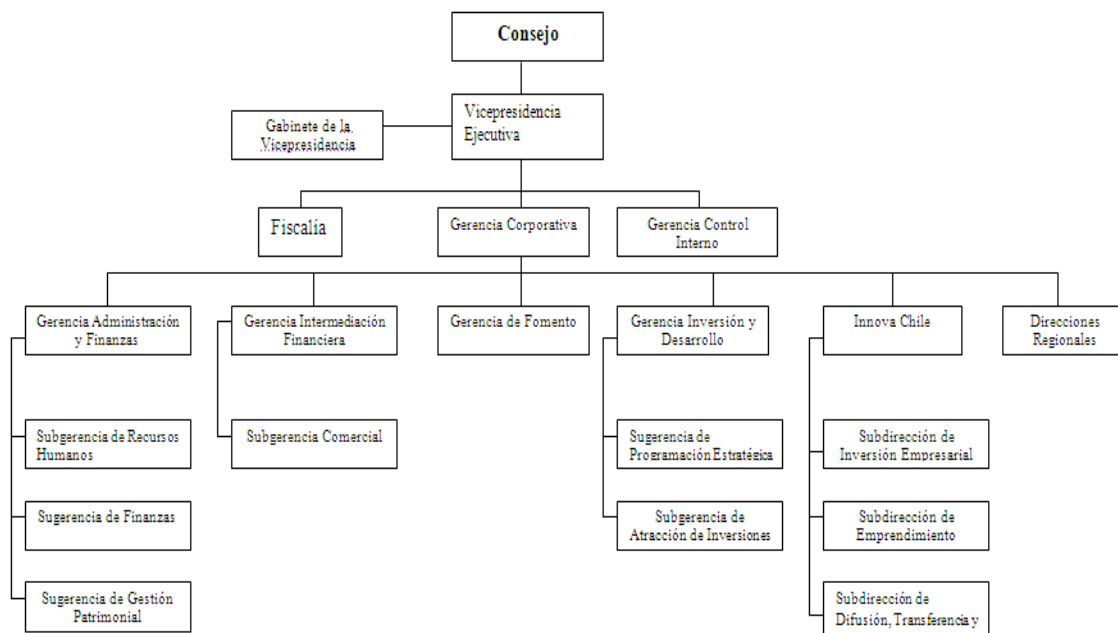 Consejo
Vicepresidencia
Ejecutiva
Gabinete de la
Vicepresidencia
Fiscalía
Gerencia Corporativa
Gerencia Control
Interno
Gerencia Administración
y Finanzas
Gerencia Intermediación
Financiera
Gerencia de Fomento
Gerencia Inversión y
Desarrollo
Innova Chile
Direcciones
Regionales
Subgerencia de Recursos
Humanos
Subgerencia Comercial
Sugerencia de
Programación Estratégica
Subdirección de
Inversión Empresarial
Sugerencia de Finanzas
Subgerencia de
Atracción de Inversiones
Subdirección de
Emprendimiento
Sugerencia de Gestión
Patrimonial
Subdirección de
Difusión, Transferencia y